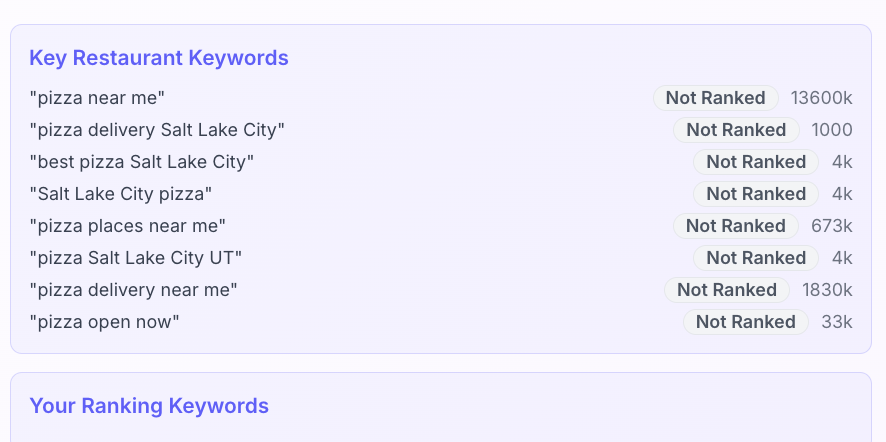 Key Restaurant Keywords
"pizza near me" Not Ranked 13600k
"pizza delivery Salt Lake City" Not Ranked 1000
"best pizza Salt Lake City" Not Ranked 4k
"Salt Lake City pizza" Not Ranked 4k
"pizza places near me" Not Ranked 673k
"pizza Salt Lake City UT" Not Ranked 4k
"pizza delivery near me" Not Ranked 1830k
"pizza open now" Not Ranked 33k
Your Ranking Keywords